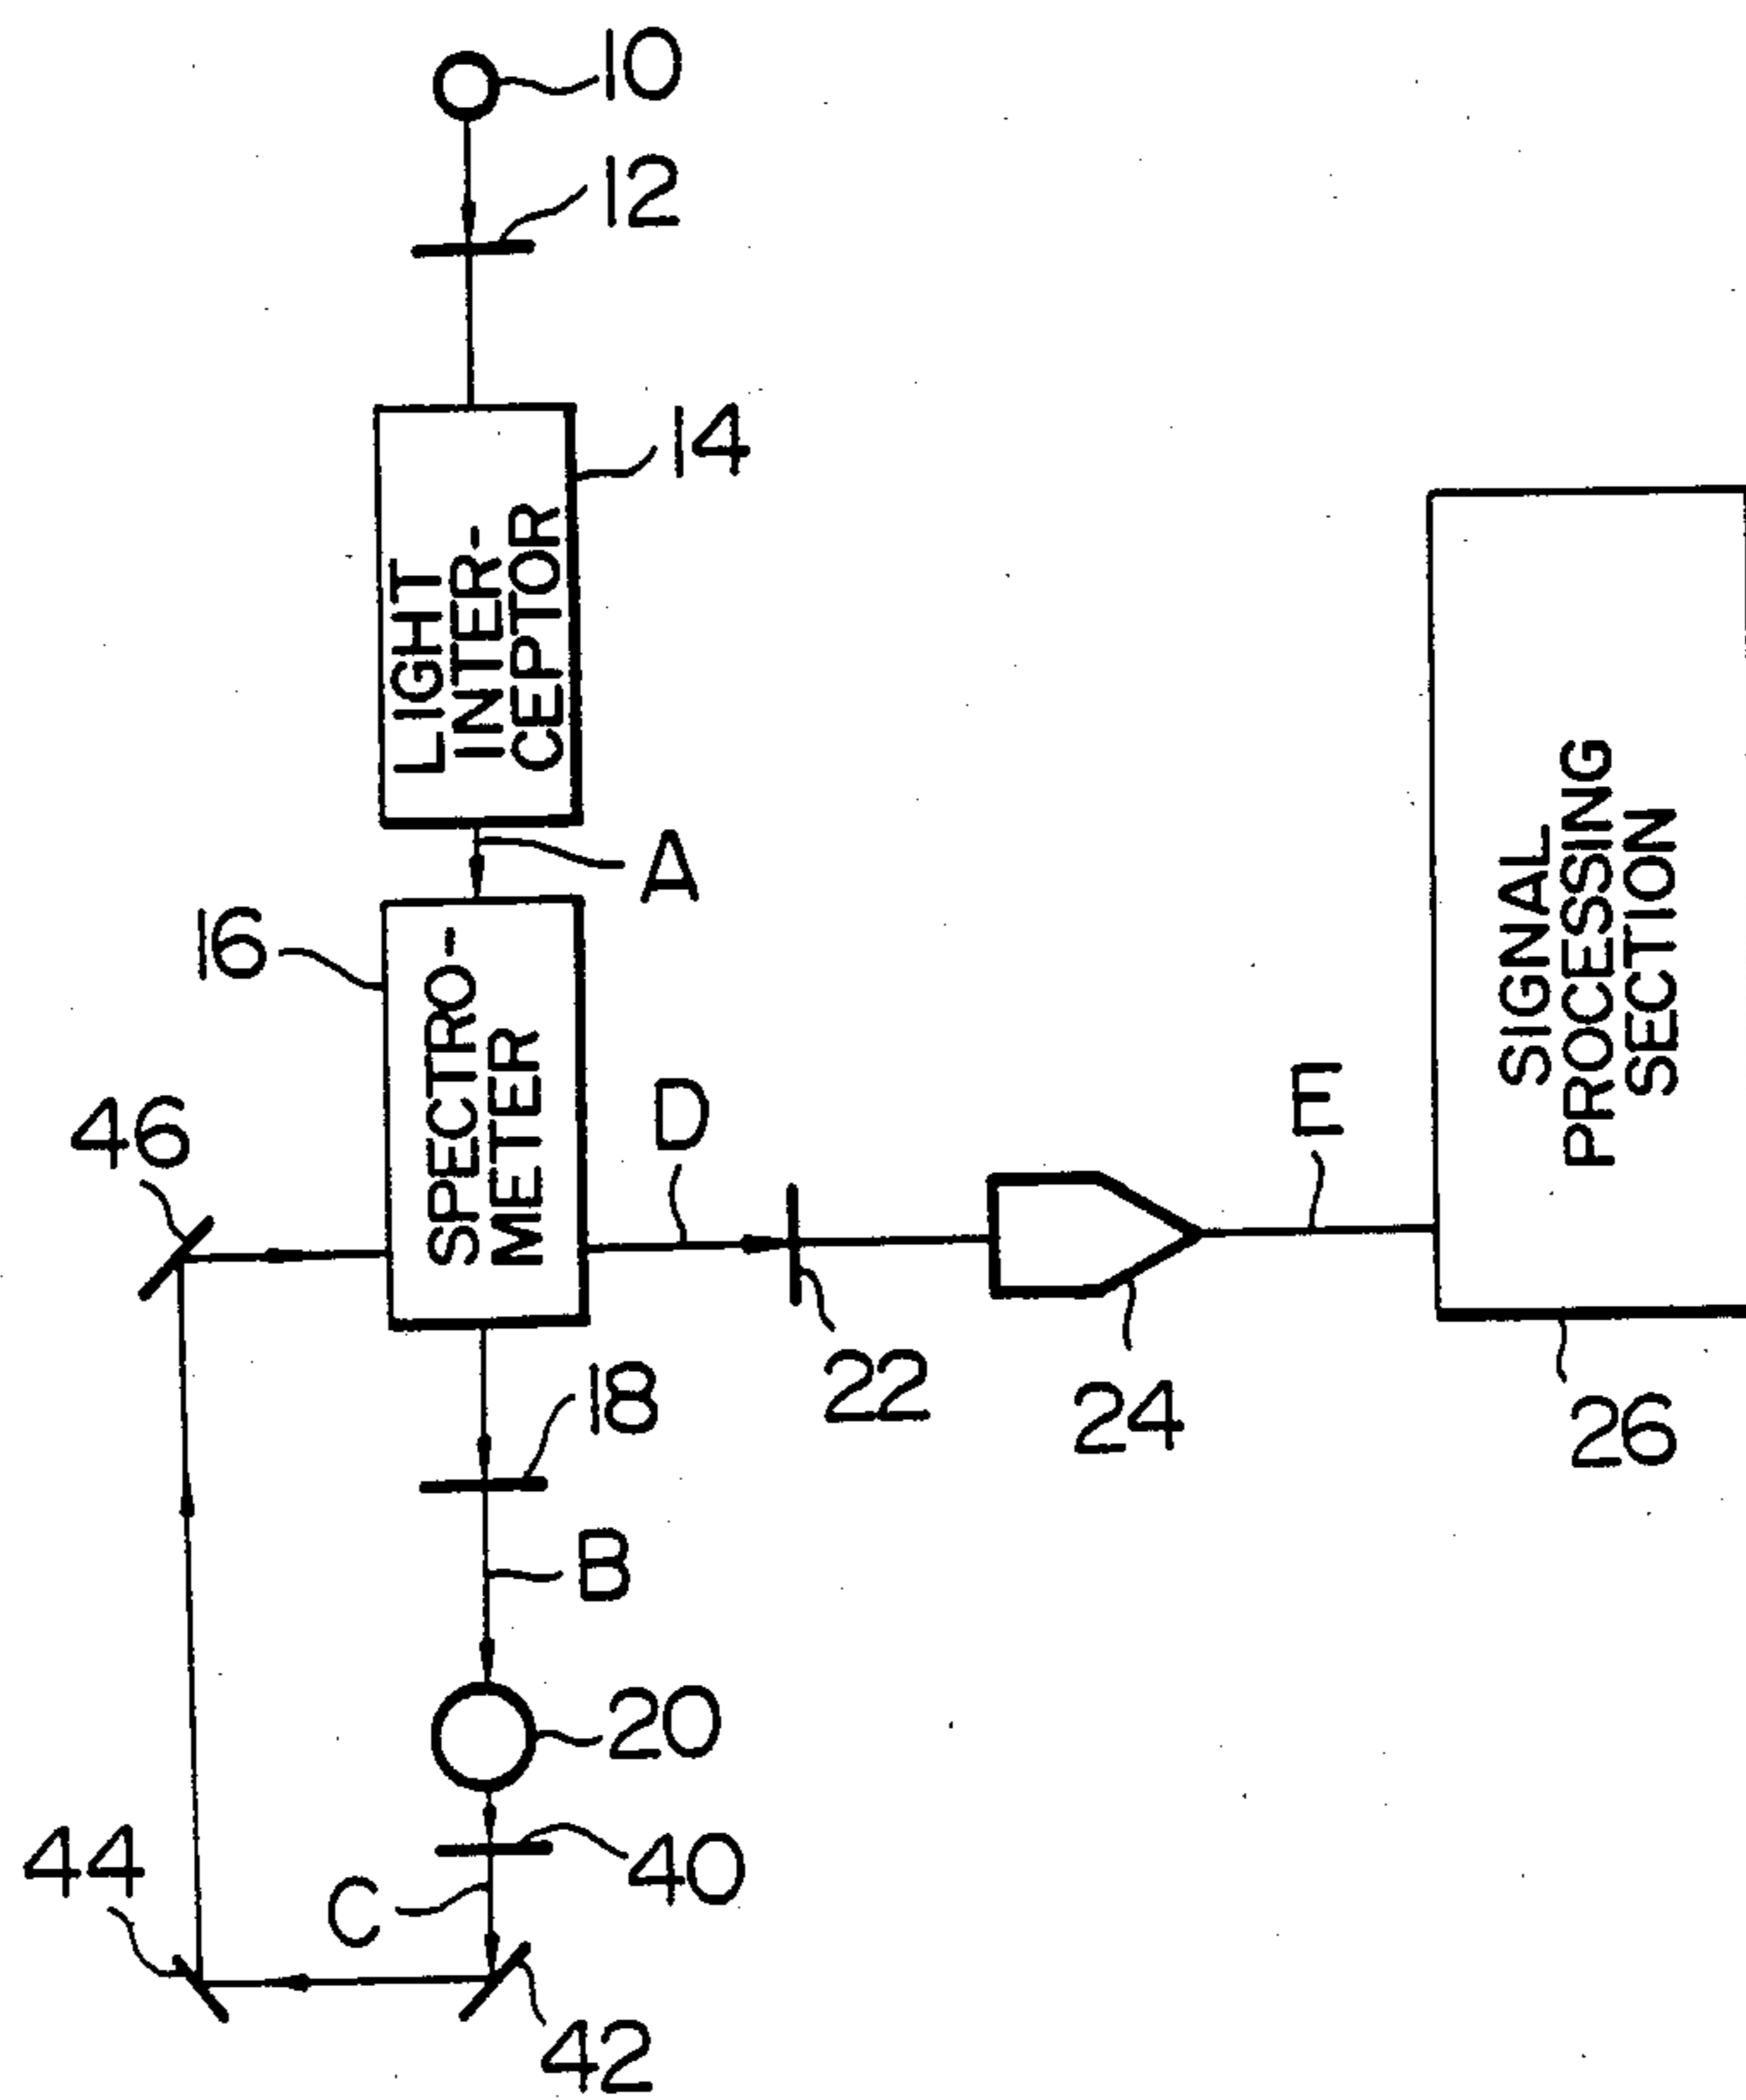 10
12
14
LIGHT
INTER-
CEPTOR
A
16
SPECTRO-
METER
SIGNAL
PROCESSING
SECTION
46
D
E
22
24
26
18
B
20
44
C
40
42